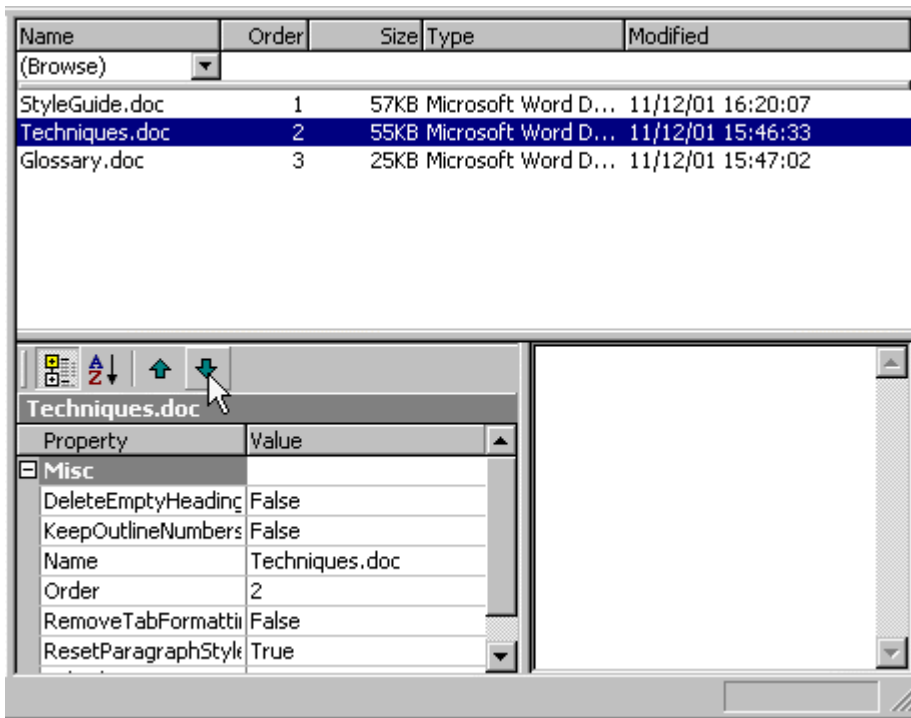 Name Order Size Type Modified
(Browse)
StyleGuide.doc 1 57KB Microsoft Word D... 11/12/01 16:20:07
Techniques.doc 2 55KB Microsoft Word D... 11/12/01 15:46:33
Glossary.doc 3 25KB Microsoft Word D... 11/12/01 15:47:02
A Z
Techniques.doc
Property Value
Misc
DeleteEmptyHeading False
KeepOutlineNumbers False
Name Techniques.doc
Order 2
RemoveTabFormatti False
ResetParagraphStyl True